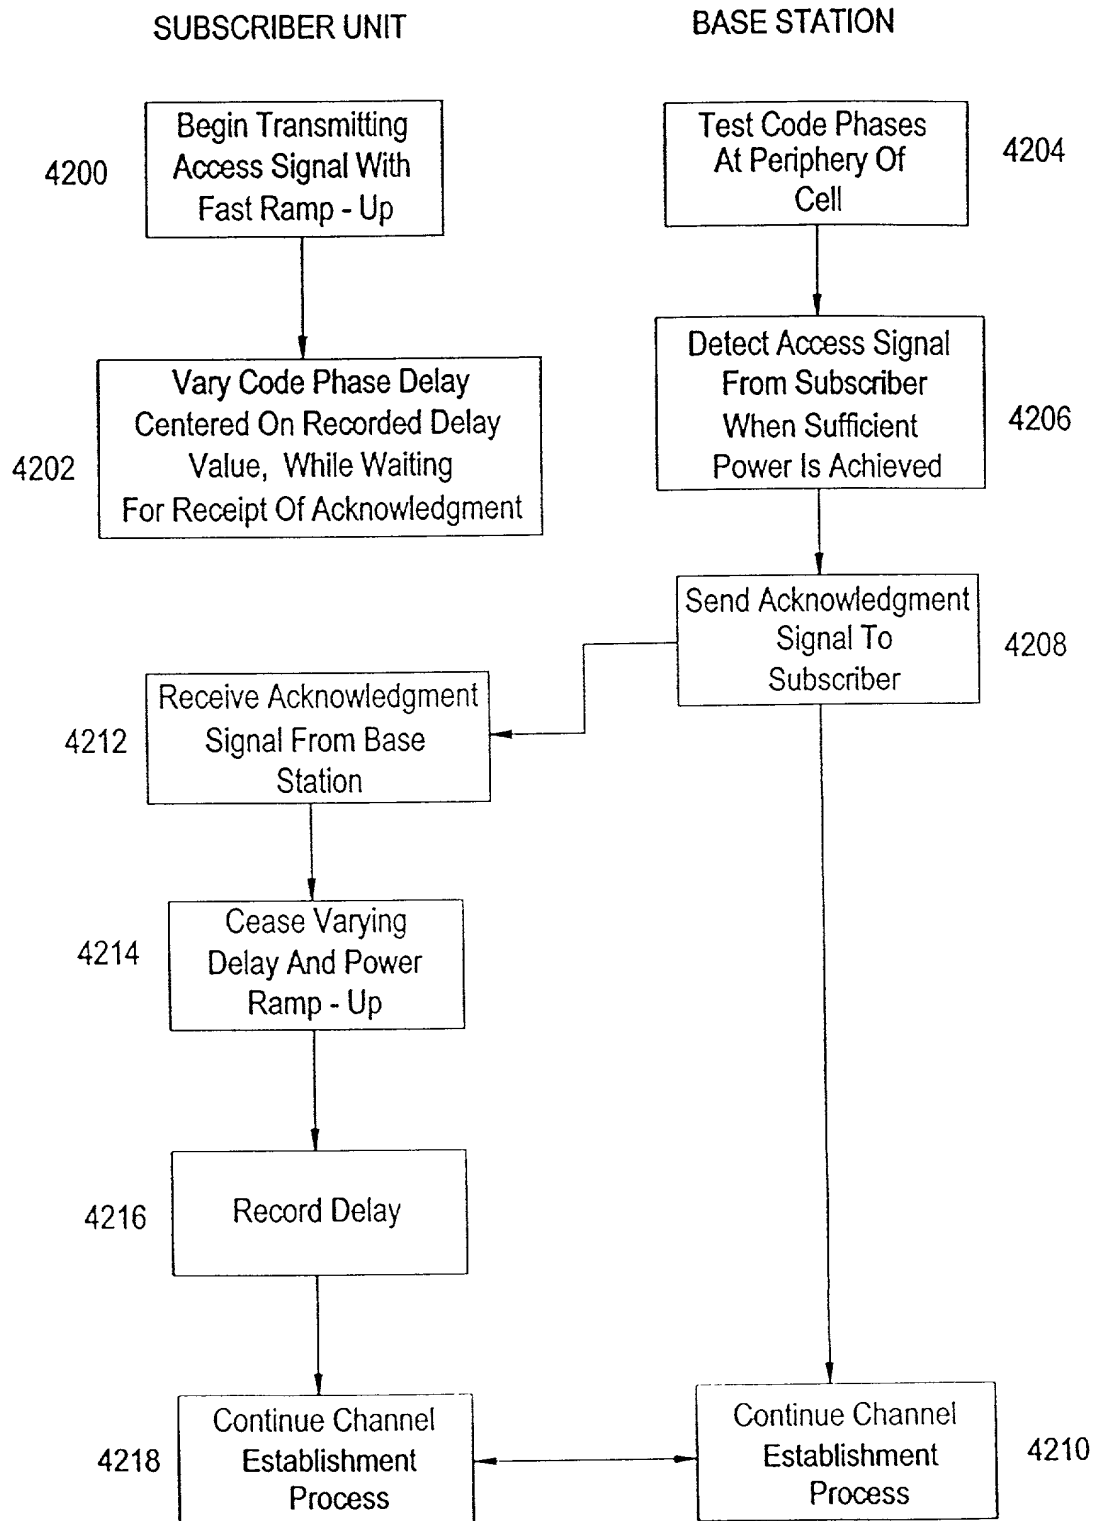 SUBSCRIBER UNIT
BASE STATION
4200
Begin Transmitting
Access Signal With
Fast Ramp - Up
Test Code Phases
At Periphery Of
Cell
4204
4202
Vary Code Phase Delay
Centered On Recorded Delay
Value, While Waiting
For Receipt Of Acknowledgment
Detect Access Signal
From Subscriber
When Sufficient
Power Is Achieved
4206
Send Acknowledgment
Signal To
Subscriber
4208
4212
Receive Acknowledgment
Signal From Base
Station
4214
Cease Varying
Delay And Power
Ramp - Up
4216
Record Delay
4218
Continue Channel
Establishment
Process
Continue Channel
Establishment
Process
4210